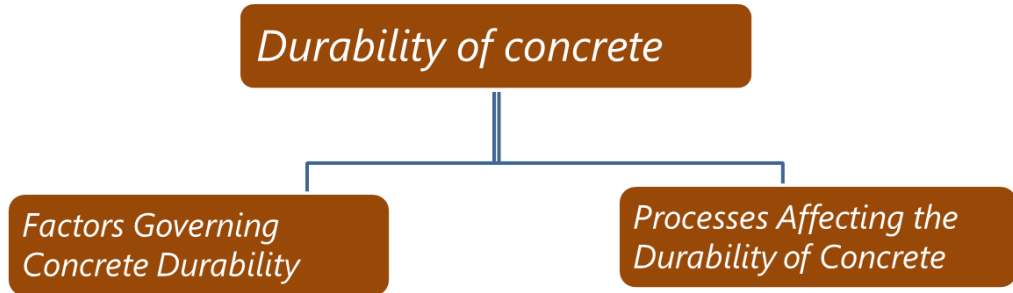 Durability of concrete
Factors Governing
Concrete Durability
Processes Affecting the
Durability of Concrete